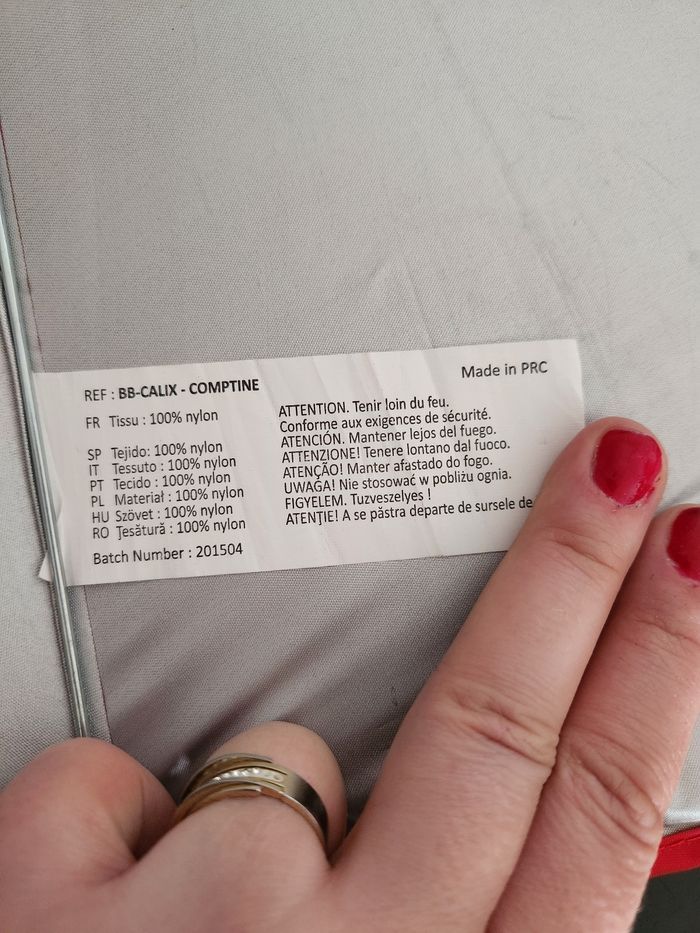 REF : BB-CALIX - COMPTINE
Made in PRC
FR Tissu : 100% nylon
SP Tejido: 100% nylon
IT Tessuto : 100% nylon
PT Tecido : 100% nylon
PL Materiał : 100% nylon
HU Szövet : 100% nylon
RO Ţesătură : 100% nylon
Batch Number : 201504
ATTENTION. Tenir loin du feu.
Conforme aux exigences de sécurité.
ATENCIÓN. Mantener lejos del fuego.
ATTENZIONE! Tenere lontano dal fuoco.
ATENÇÃO! Manter afastado do fogo.
UWAGA! Nie stosować w pobliżu ognia.
FIGYELEM. Tuzveszelyes !
ATENŢIE! A se păstra departe de sursele de